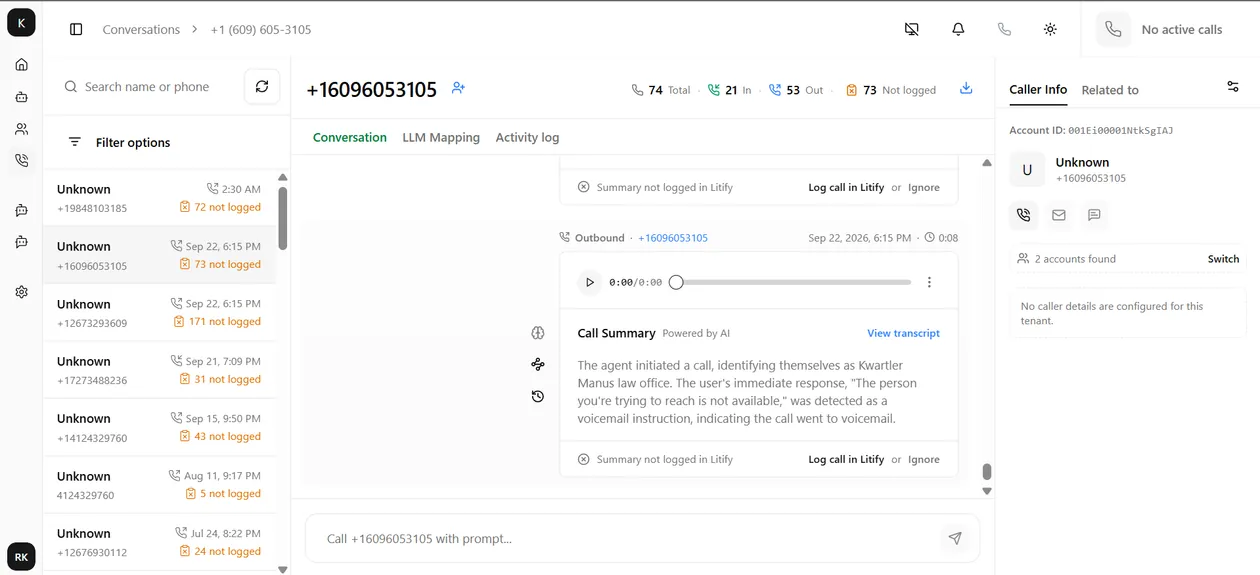 K
Conversations > +1 (609) 605-3105
No active calls
Search name or phone
Filter options
Unknown
2:30 AM
+19848103185
72 not logged
Unknown
Sep 22, 6:15 PM
+16096053105
73 not logged
Unknown
Sep 22, 6:15 PM
+12673293609
171 not logged
Unknown
Sep 21, 7:09 PM
+17273488236
31 not logged
Unknown
Sep 15, 9:50 PM
+14124329760
43 not logged
Unknown
Aug 11, 9:17 PM
4124329760
5 not logged
Unknown
Jul 24, 8:22 PM
+12676930112
24 not logged
RK
+16096053105
74 Total · 21 In · 53 Out · 73 Not logged
Conversation LLM Mapping Activity log
Summary not logged in Litify
Log call in Litify or Ignore
Outbound · +16096053105
Sep 22, 2026, 6:15 PM · 0:08
0:00/0:00
Call Summary Powered by AI
View transcript
The agent initiated a call, identifying themselves as Kwartler
Manus law office. The user's immediate response, "The person
you're trying to reach is not available," was detected as a
voicemail instruction, indicating the call went to voicemail.
Summary not logged in Litify
Log call in Litify or Ignore
Call +16096053105 with prompt...
Caller Info Related to
Account ID: 001Ei00001NtkSgIAJ
U
Unknown
+16096053105
2 accounts found
Switch
No caller details are configured for this
tenant.